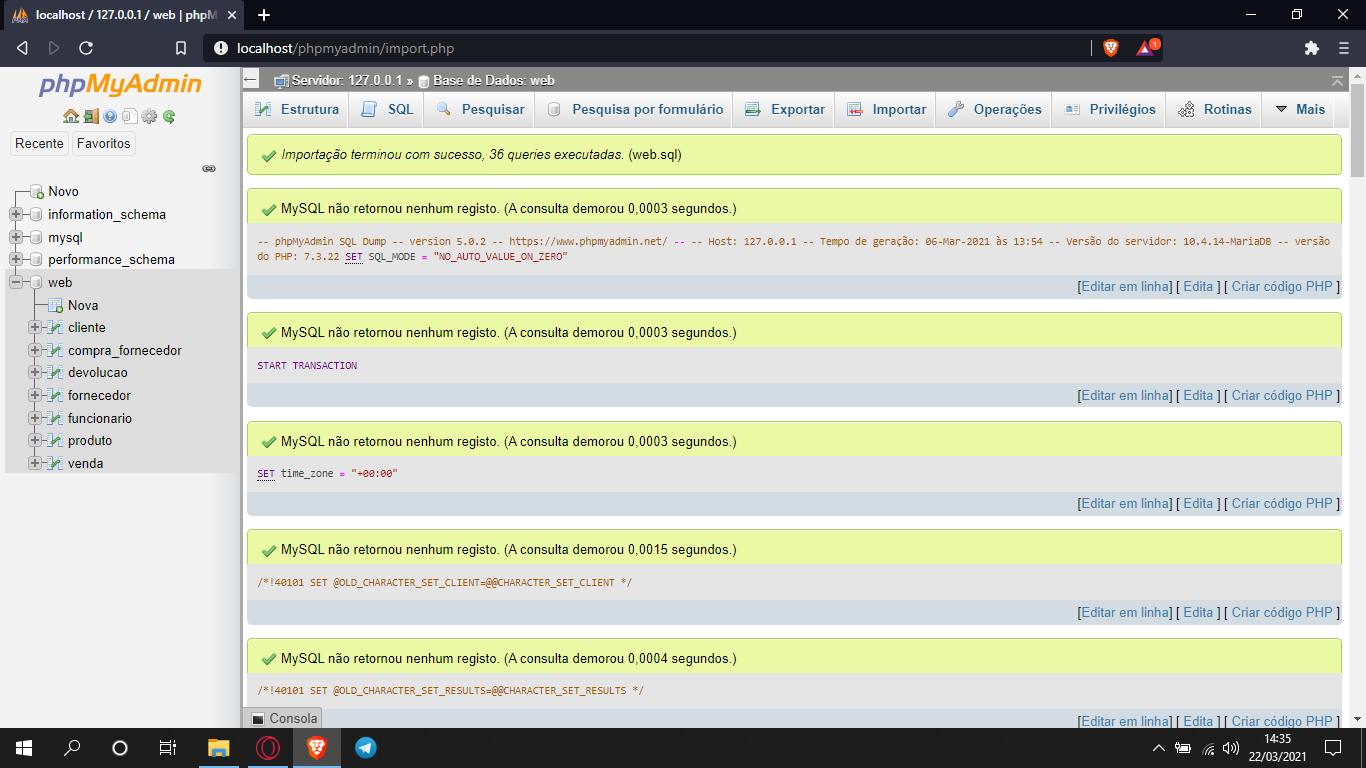 localhost / 127.0.0.1 / web | phpM
localhost/phpmyadmin/import.php
1
phpMyAdmin
Recente
Favoritos
Novo
information_schema
mysql
performance_schema
web
Nova
cliente
compra_fornecedor
devolucao
fornecedor
funcionario
produto
venda
Servidor: 127.0.0.1 » Base de Dados: web
Estrutura SQL Pesquisar Pesquisa por formulário Exportar Importar Operações Privilégios Rotinas Mais
Importação terminou com sucesso, 36 queries executadas. (web.sql)
MySQL não retornou nenhum registo. (A consulta demorou 0,0003 segundos.)
-- phpMyAdmin SQL Dump -- version 5.0.2 -- https://www.phpmyadmin.net/ -- -- Host: 127.0.0.1 -- Tempo de geração: 06-Mar-2021 às 13:54 -- Versão do servidor: 10.4.14-MariaDB -- versão
do PHP: 7.3.22 SET SQL_MODE = "NO_AUTO_VALUE_ON_ZERO"
[Editar em linha] [ Edita ] [ Criar código PHP ]
MySQL não retornou nenhum registo. (A consulta demorou 0,0003 segundos.)
START TRANSACTION
[Editar em linha] [ Edita ] [ Criar código PHP ]
MySQL não retornou nenhum registo. (A consulta demorou 0,0003 segundos.)
SET time_zone = "+00:00"
[Editar em linha] [ Edita ] [ Criar código PHP ]
MySQL não retornou nenhum registo. (A consulta demorou 0,0015 segundos.)
/*!40101 SET @OLD_CHARACTER_SET_CLIENT=@@CHARACTER_SET_CLIENT */
[Editar em linha] [ Edita ] [ Criar código PHP ]
MySQL não retornou nenhum registo. (A consulta demorou 0,0004 segundos.)
/*!40101 SET @OLD_CHARACTER_SET_RESULTS=@@CHARACTER_SET_RESULTS */
[Editar em linha] [ Edita ] [ Criar código PHP ]
Consola
14:35
22/03/2021